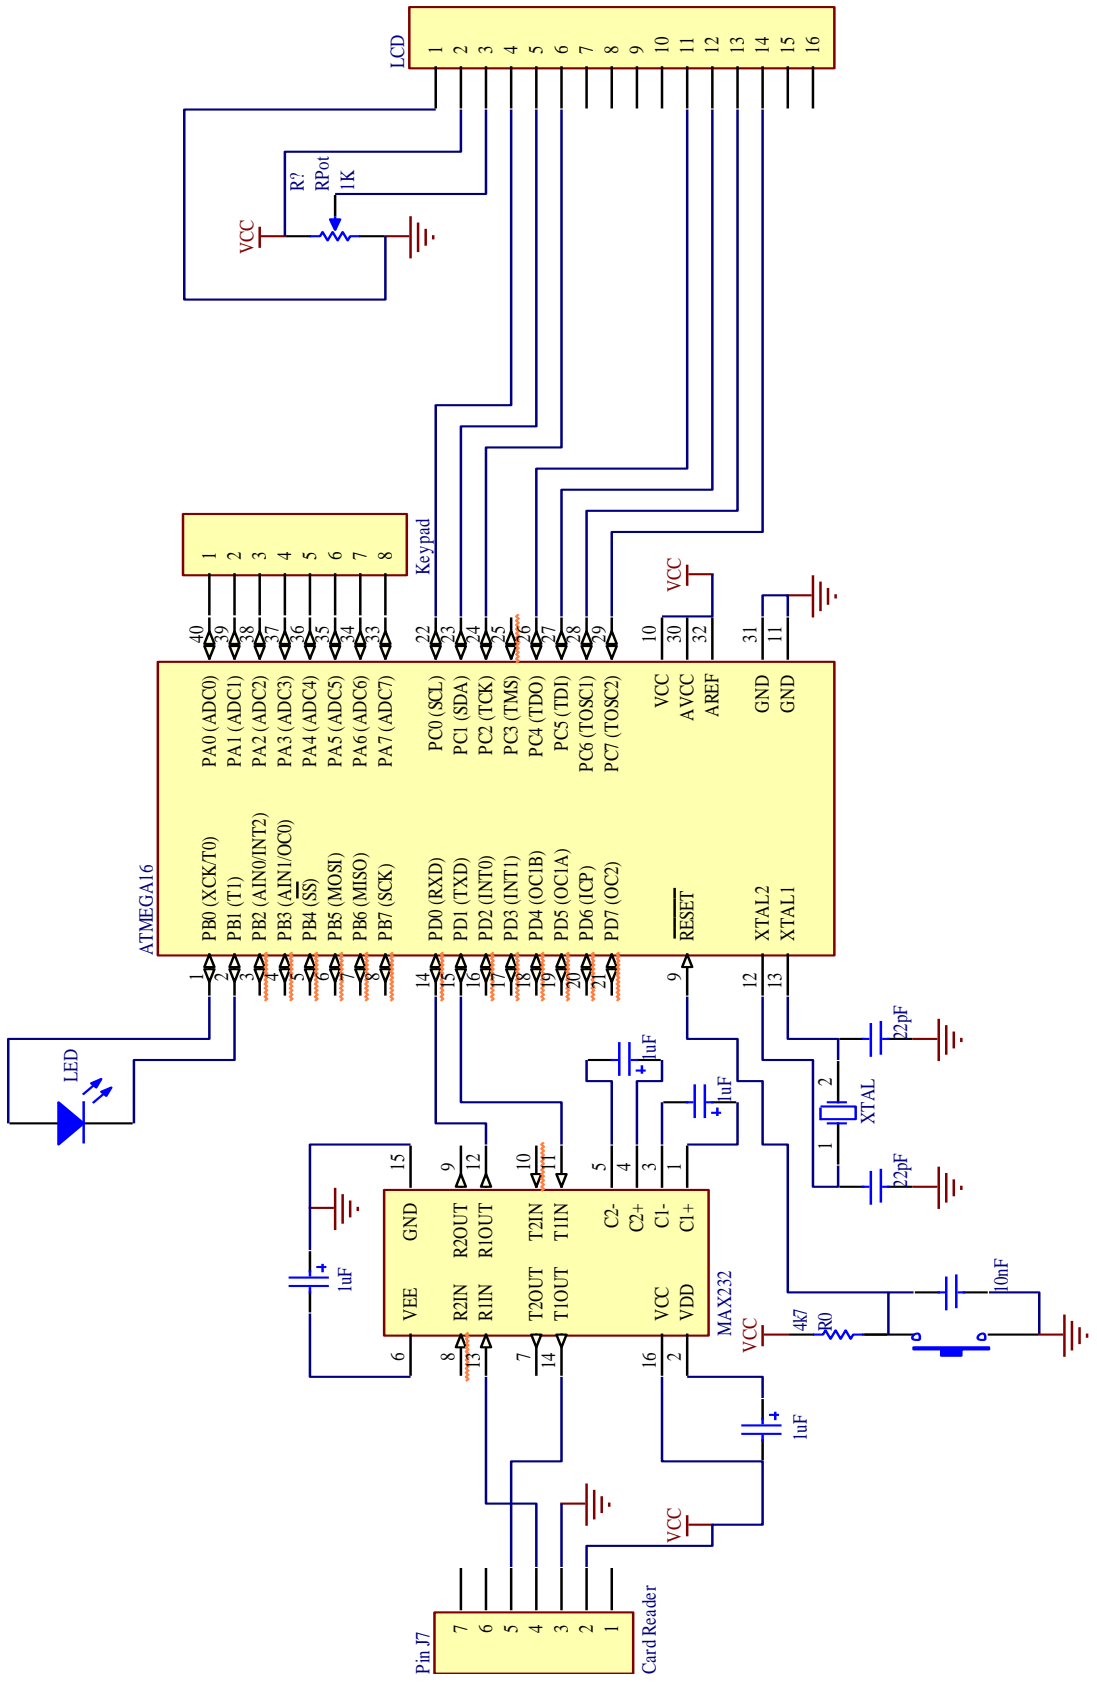 LCD
1
2
3
4
5
6
7
8
9
10
11
12
13
14
15
16
R?
RPot
1K
VCC
Keypad
1
2
3
4
5
6
7
8
ATMEGA16
40
39
38
37
36
35
34
33
22
23
24
25
26
27
28
29
10
30
32
31
11
VCC
PA0 (ADC0)
PA1 (ADC1)
PA2 (ADC2)
PA3 (ADC3)
PA4 (ADC4)
PA5 (ADC5)
PA6 (ADC6)
PA7 (ADC7)
PC0 (SCL)
PC1 (SDA)
PC2 (TCK)
PC3 (TMS)
PC4 (TDO)
PC5 (TDI)
PC6 (TOSC1)
PC7 (TOSC2)
VCC
AVCC
AREF
GND
GND
PB0 (XCK/T0)
PB1 (T1)
PB2 (AIN0/INT2)
PB3 (AIN1/OC0)
PB4 (SS)
PB5 (MOSI)
PB6 (MISO)
PB7 (SCK)
PD0 (RXD)
PD1 (TXD)
PD2 (INT0)
PD3 (INT1)
PD4 (OC1B)
PD5 (OC1A)
PD6 (ICP)
PD7 (OC2)
RESET
XTAL2
XTAL1
1
2
3
4
5
6
7
8
14
15
16
17
18
19
20
21
9
12
13
LED
1uF
1uF
22pF
2
XTAL
1
22pF
MAX232
15
9
12
10
11
5
4
3
1
GND
R2OUT
R1OUT
T2IN
T1IN
C2-
C2+
C1-
C1+
VEE
R2IN
R1IN
T2OUT
T1OUT
VCC
VDD
6
8
13
7
14
16
2
1uF
10nF
VCC
4k7
R0
1uF
VCC
Pin J7
7
6
5
4
3
2
1
Card Reader